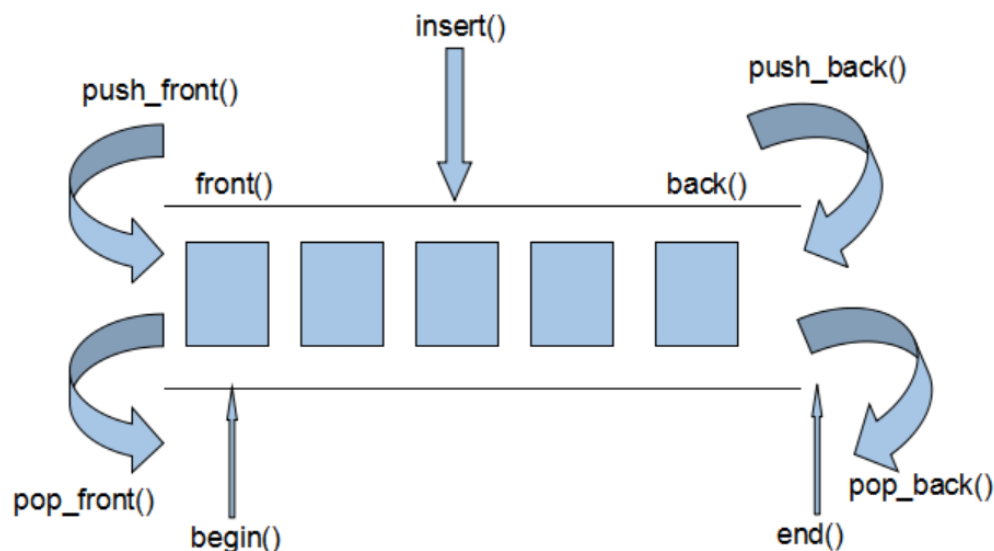 insert()
push_front()
push_back()
front()
back()
pop_front()
pop_back()
begin()
end()